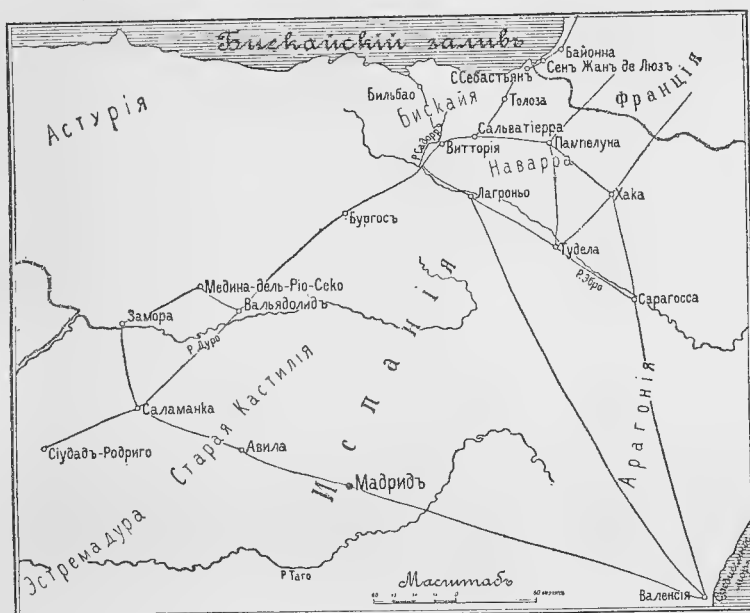 Бискайскій заливъ
Байонна
Сенъ Жанъ де Люзъ
С.Себастьянъ
Франція
Астурія
Бильбао
Бискайя
Толоза
Сальватіерра
Пампелуна
Витторія
Р.Садора
Наварра
Лагроньо
Хака
Бургосъ
Тудела
Р.Эбро
Медина-дель-Ріо-Секо
Вальядолидъ
Сарагосса
Замора
Р.Дуро
Испанія
Саламанка
Старая Кастилія
Арагонія
Сіудадъ-Родриго
Авила
Мадридъ
Эстремадура
Р.Таго
Масштабъ
Валенсія